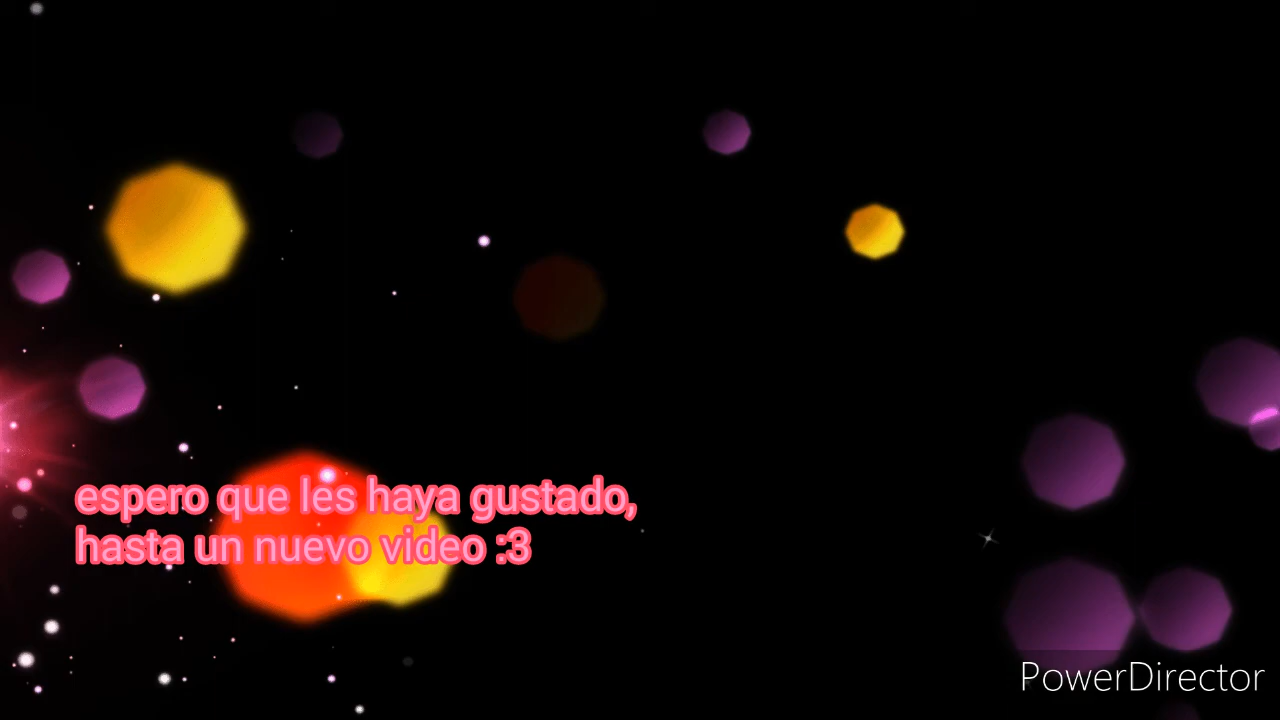 espero que les haya gustado,
hasta un nuevo video :3
PowerDirector